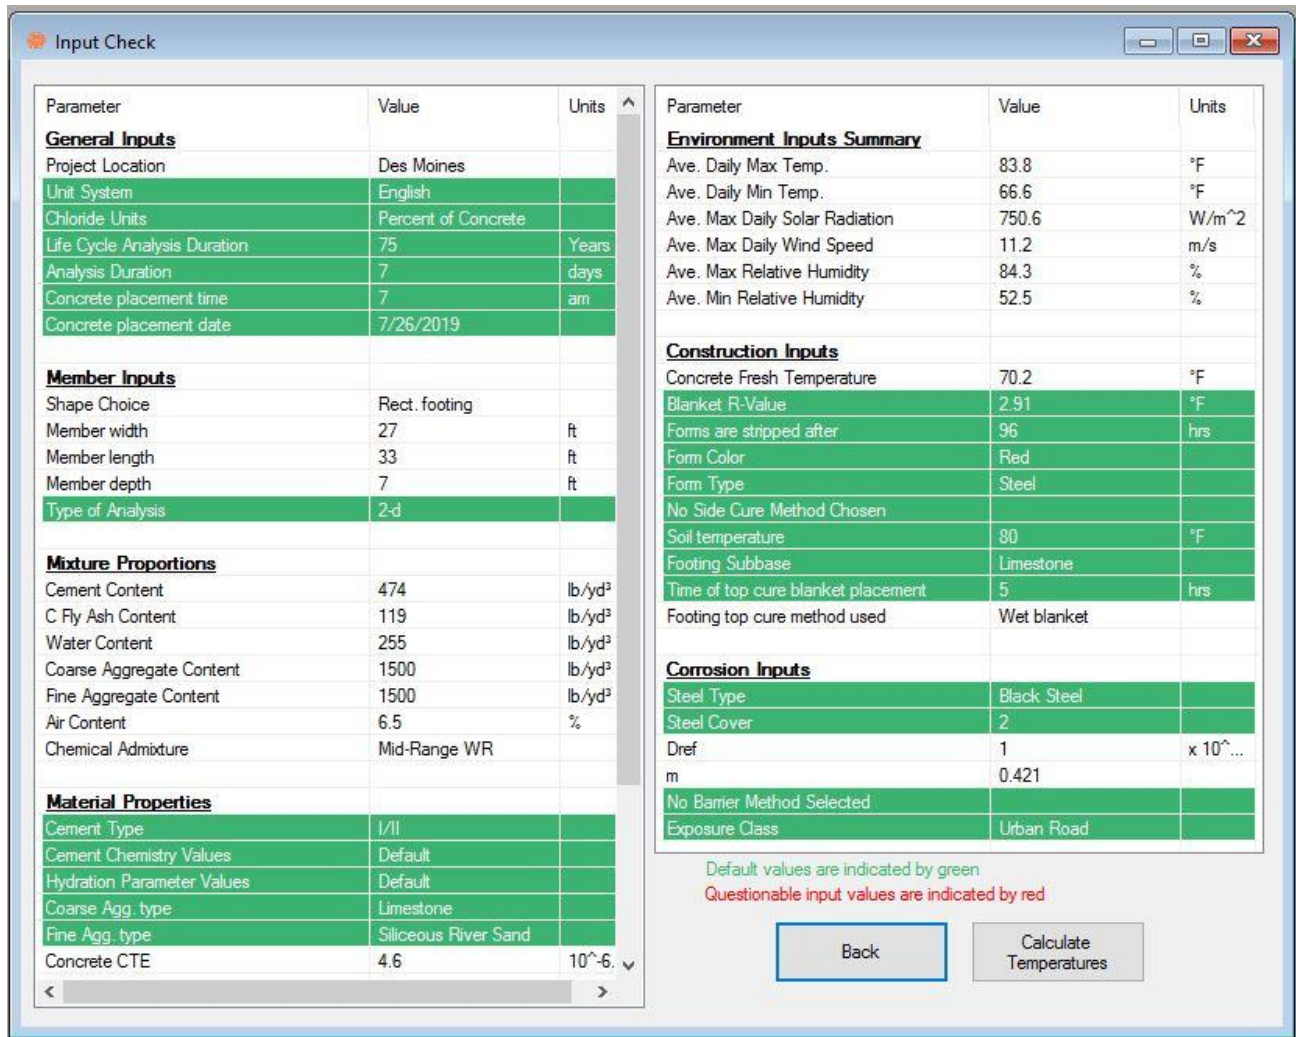 Input Check
Parameter Value Units
General Inputs
Project Location Des Moines
Unit System English
Chloride Units Percent of Concrete
Life Cycle Analysis Duration 75 Years
Analysis Duration 7 days
Concrete placement time 7 am
Concrete placement date 7/26/2019
Member Inputs
Shape Choice Rect. footing
Member width 27 ft
Member length 33 ft
Member depth 7 ft
Type of Analysis 2-d
Mixture Proportions
Cement Content 474 lb/yd³
C Fly Ash Content 119 lb/yd³
Water Content 255 lb/yd³
Coarse Aggregate Content 1500 lb/yd³
Fine Aggregate Content 1500 lb/yd³
Air Content 6.5 %
Chemical Admixture Mid-Range WR
Material Properties
Cement Type I/II
Cement Chemistry Values Default
Hydration Parameter Values Default
Coarse Agg. type Limestone
Fine Agg. type Siliceous River Sand
Concrete CTE 4.6 10^-6.
Parameter Value Units
Environment Inputs Summary
Ave. Daily Max Temp. 83.8 °F
Ave. Daily Min Temp. 66.6 °F
Ave. Max Daily Solar Radiation 750.6 W/m^2
Ave. Max Daily Wind Speed 11.2 m/s
Ave. Max Relative Humidity 84.3 %
Ave. Min Relative Humidity 52.5 %
Construction Inputs
Concrete Fresh Temperature 70.2 °F
Blanket R-Value 2.91 °F
Forms are stripped after 96 hrs
Form Color Red
Form Type Steel
No Side Cure Method Chosen
Soil temperature 80 °F
Footing Subbase Limestone
Time of top cure blanket placement 5 hrs
Footing top cure method used Wet blanket
Corrosion Inputs
Steel Type Black Steel
Steel Cover 2
Dref 1 x 10^...
m 0.421
No Barrier Method Selected
Exposure Class Urban Road
Default values are indicated by green
Questionable input values are indicated by red
Back
Calculate
Temperatures